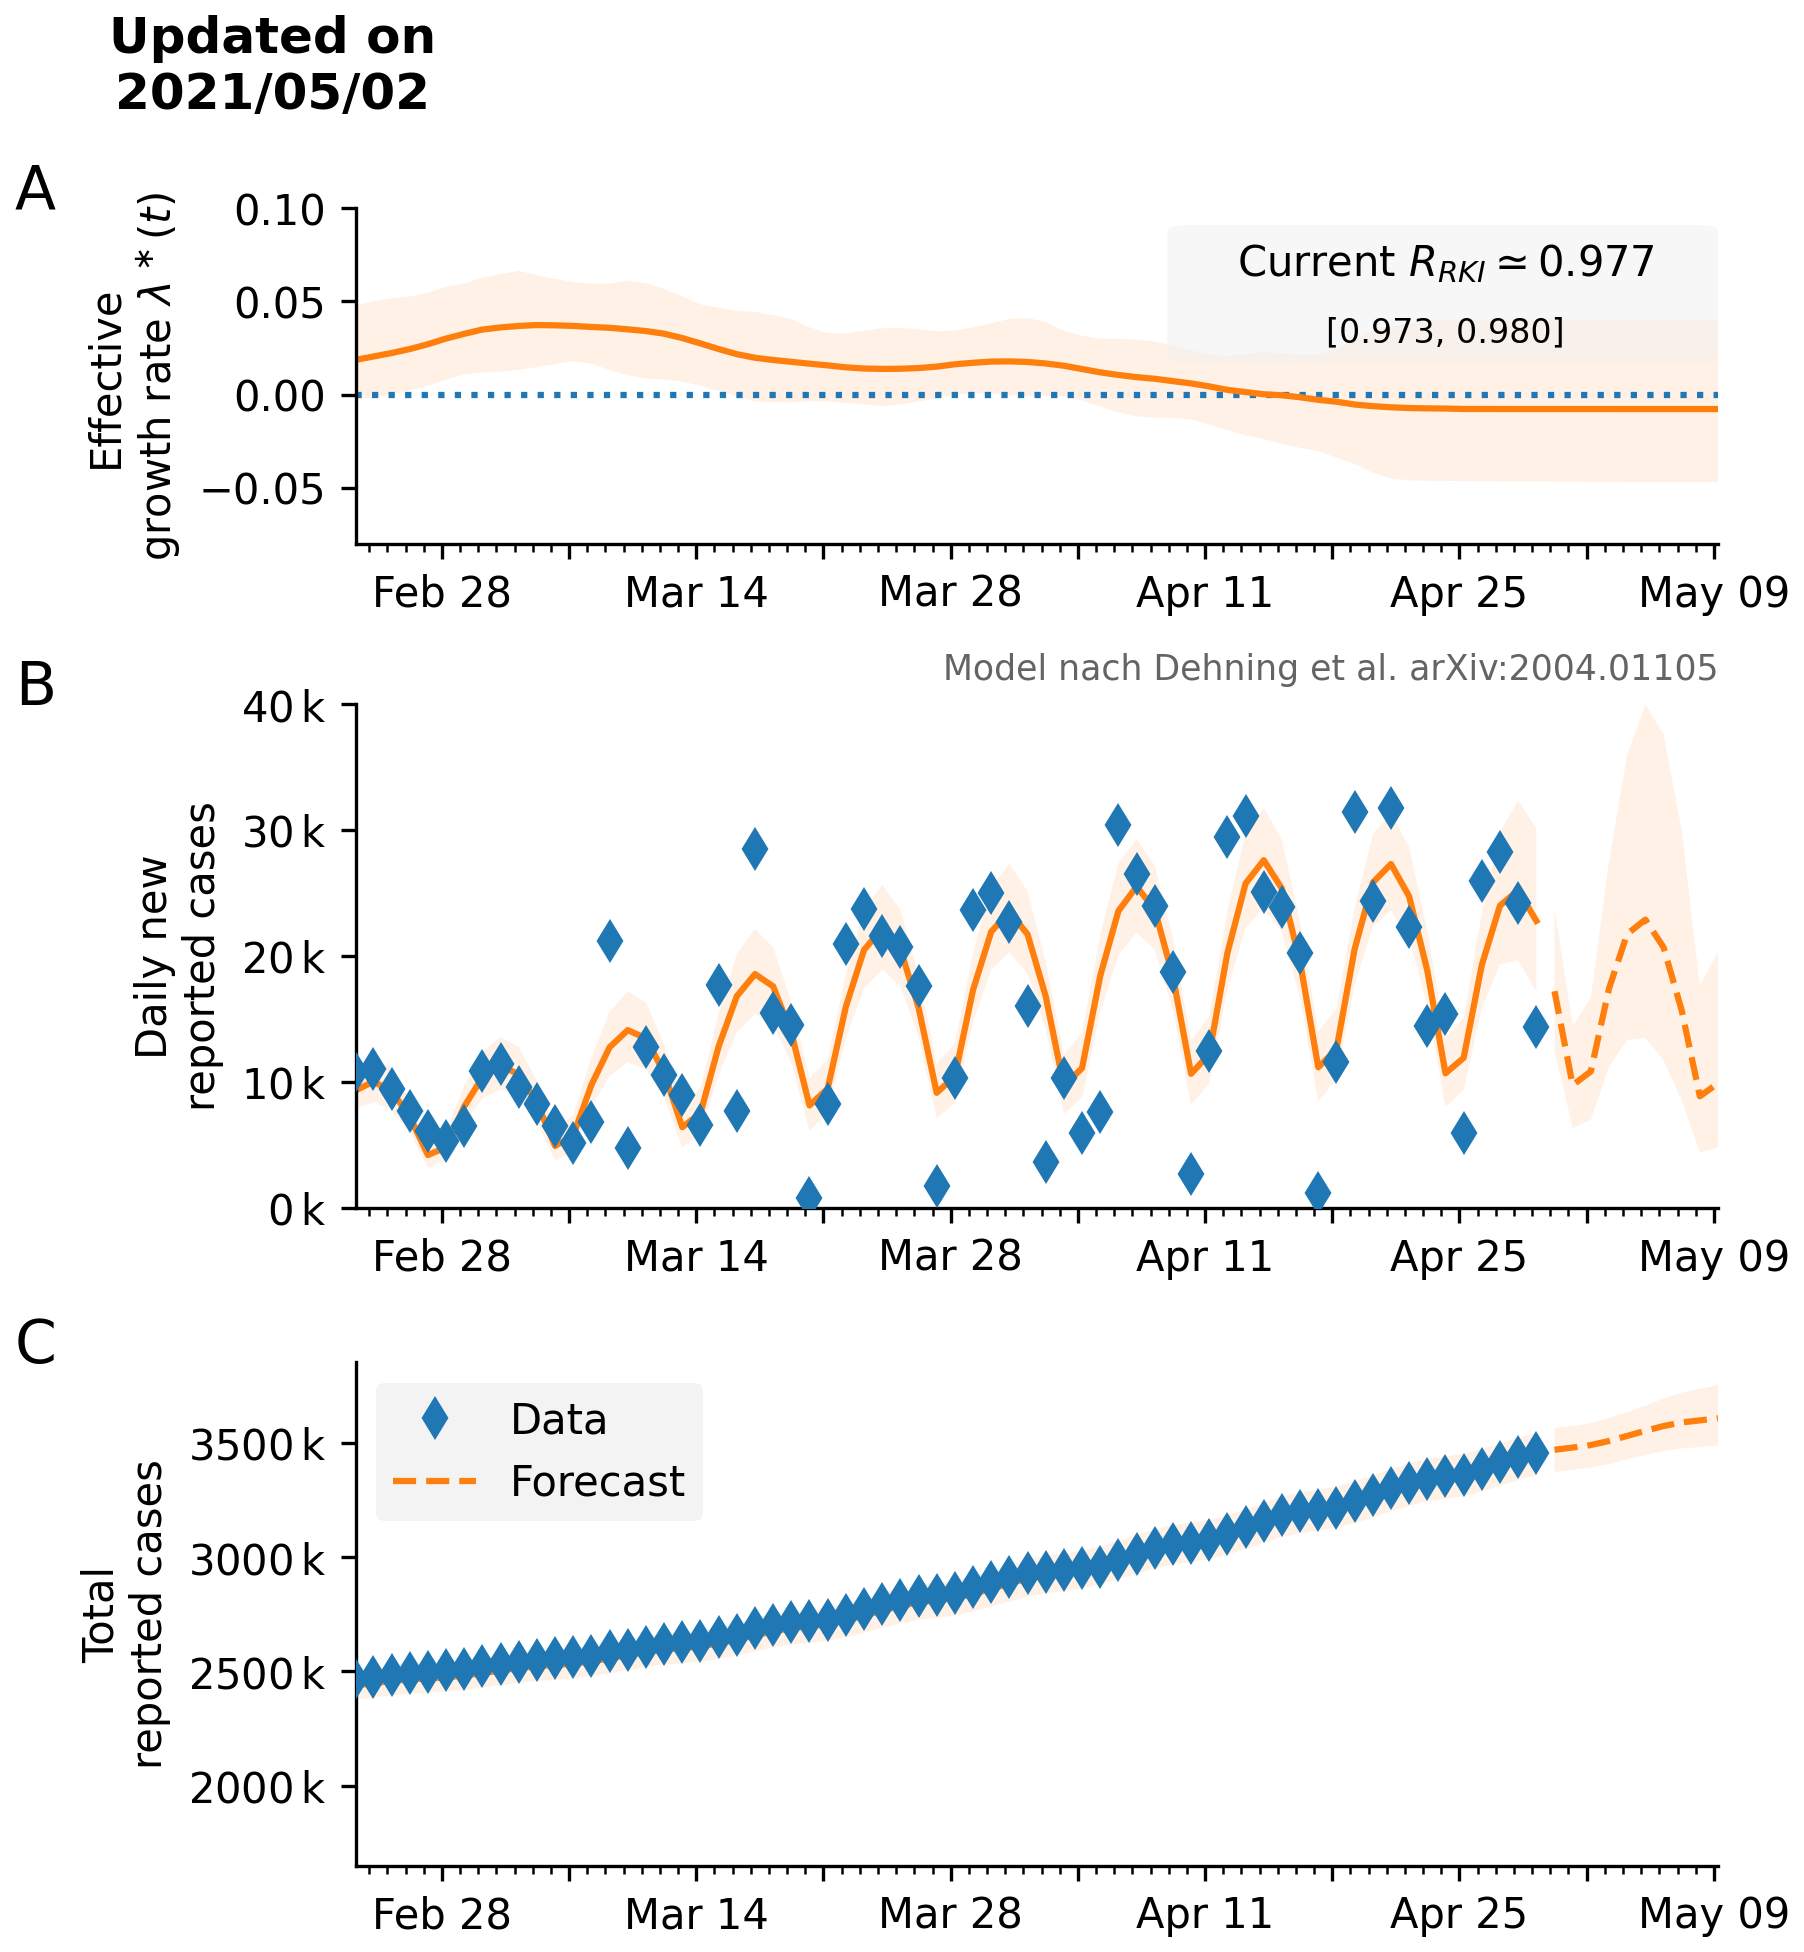 Updated on
2021/05/02
A
Effective
growth rate λ * (t)
0.10
0.05
0.00
−0.05
Current R_RKI ≃ 0.977
[0.973, 0.980]
Feb 28 Mar 14 Mar 28 Apr 11 Apr 25 May 09
B
Model nach Dehning et al. arXiv:2004.01105
Daily new
reported cases
40 k
30 k
20 k
10 k
0 k
Feb 28 Mar 14 Mar 28 Apr 11 Apr 25 May 09
C
Total
reported cases
Data
Forecast
3500 k
3000 k
2500 k
2000 k
Feb 28 Mar 14 Mar 28 Apr 11 Apr 25 May 09